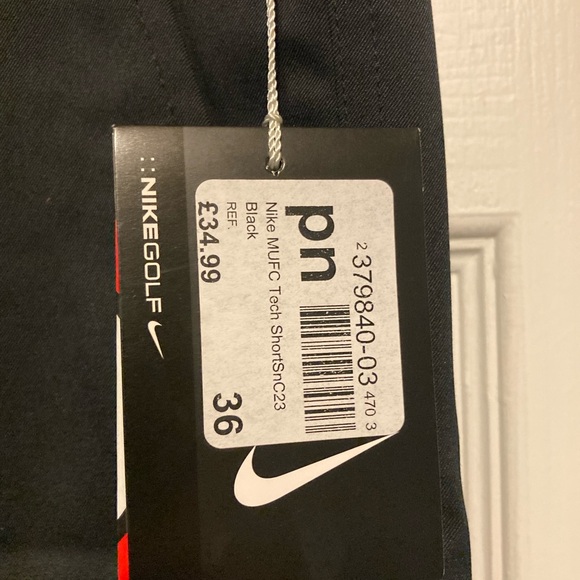 ::NIKEGOLF
pn
2 379840-03 470 3
Nike MUFC Tech ShortSnC23
Black
REF.
£34.99
36